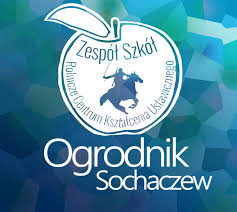 Zespół Szkół
Rolnicze Centrum Kształcenia Ustawicznego
Ogrodnik
Sochaczew